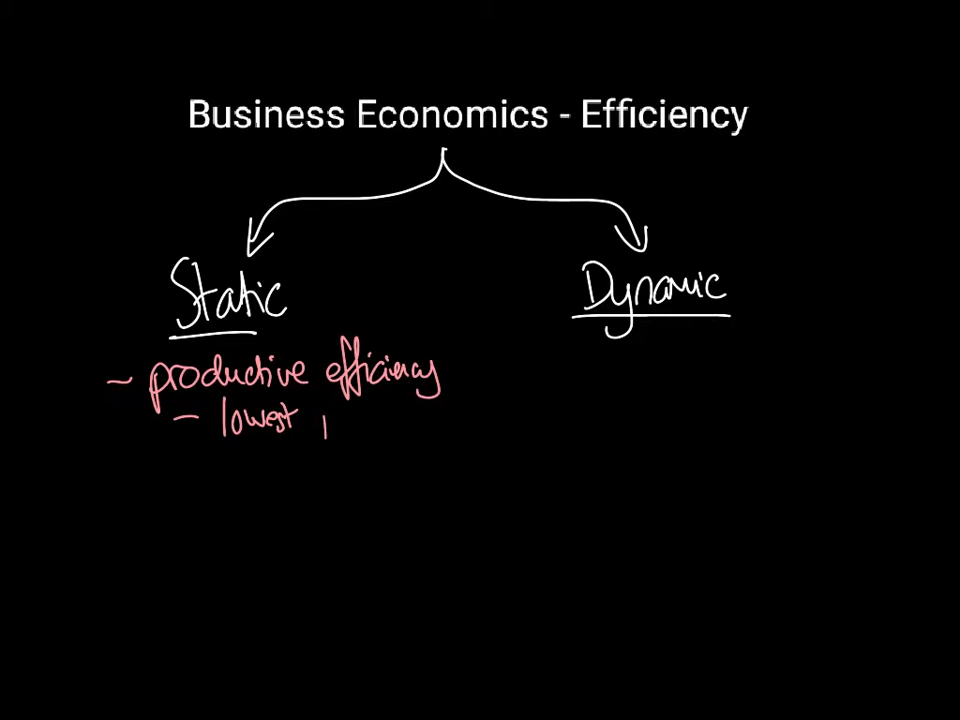 Business Economics - Efficiency
Static
Dynamic
- productive efficiency
- lowest